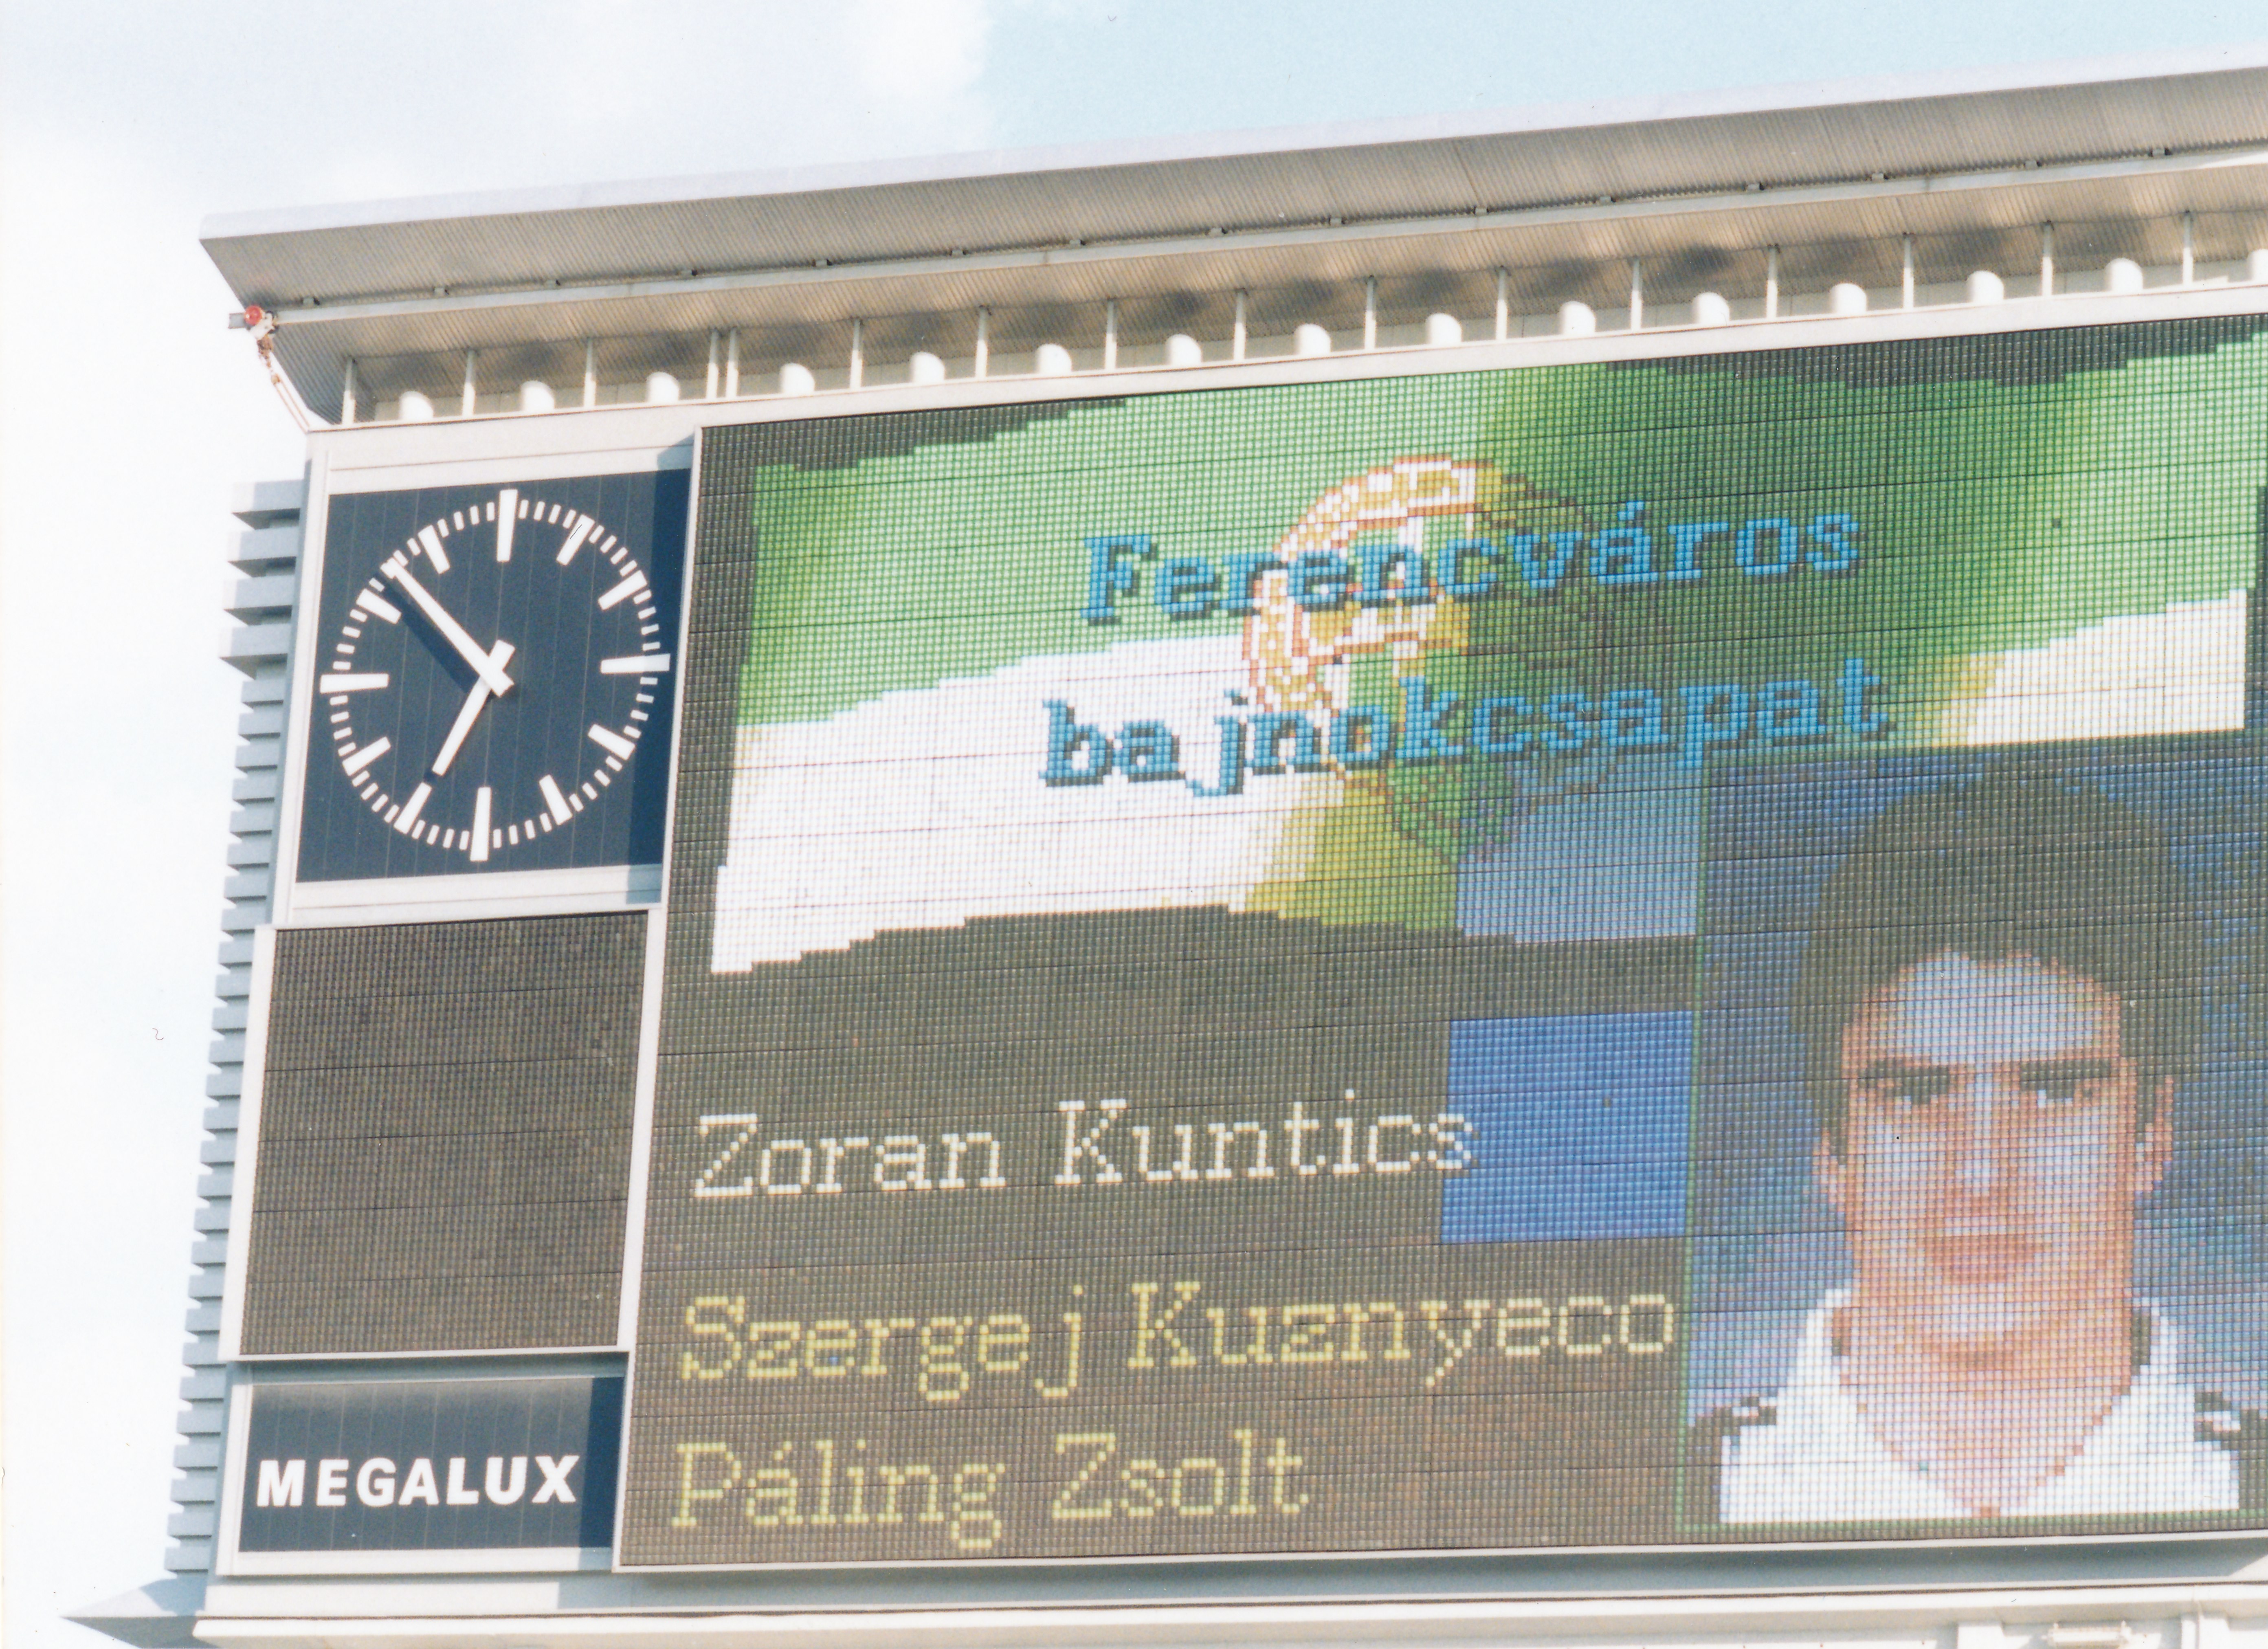 Ferencváros
bajnokcsapat
Zoran Kuntics
Szergej Kuznyeco
Páling Zsolt
MEGALUX